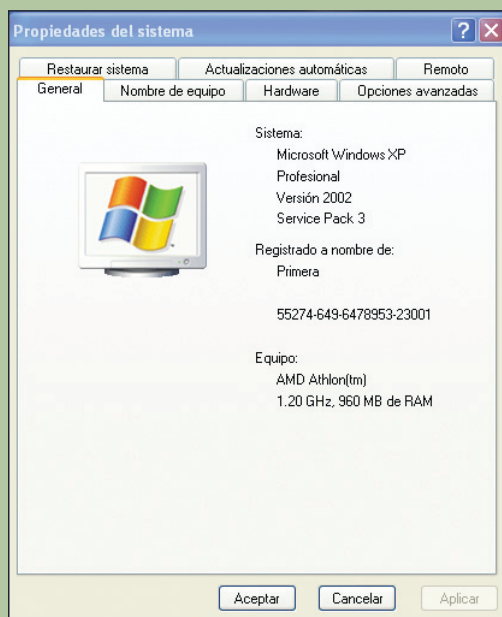 Propiedades del sistema
Restaurar sistema
Actualizaciones automáticas
Remoto
General
Nombre de equipo
Hardware
Opciones avanzadas
Sistema:
Microsoft Windows XP
Profesional
Versión 2002
Service Pack 3
Registrado a nombre de:
Primera
55274-649-6478953-23001
Equipo:
AMD Athlon(tm)
1.20 GHz, 960 MB de RAM
Aceptar
Cancelar
Aplicar